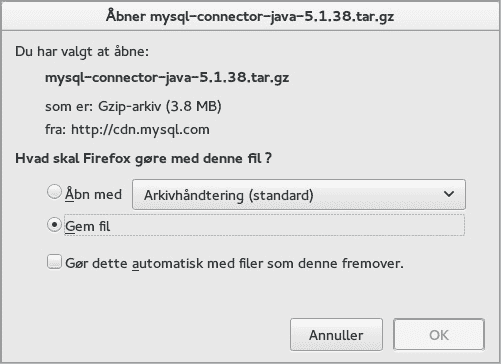 Åbner mysql-connector-java-5.1.38.tar.gz
Du har valgt at åbne:
mysql-connector-java-5.1.38.tar.gz
som er: Gzip-arkiv (3.8 MB)
fra: http://cdn.mysql.com
Hvad skal Firefox gøre med denne fil ?
Åbn med Arkivhåndtering (standard)
Gem fil
Gør dette automatisk med filer som denne fremover.
Annuller OK